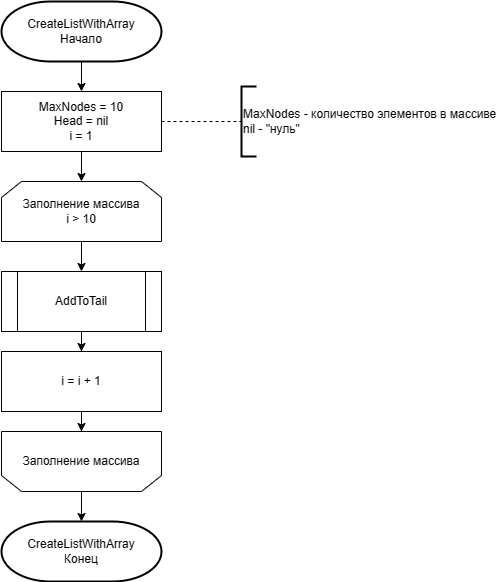 CreateListWithArray
Начало
MaxNodes = 10
Head = nil
i = 1
MaxNodes - количество элементов в массиве
nil - "нуль"
Заполнение массива
i > 10
AddToTail
i = i + 1
Заполнение массива
CreateListWithArray
Конец